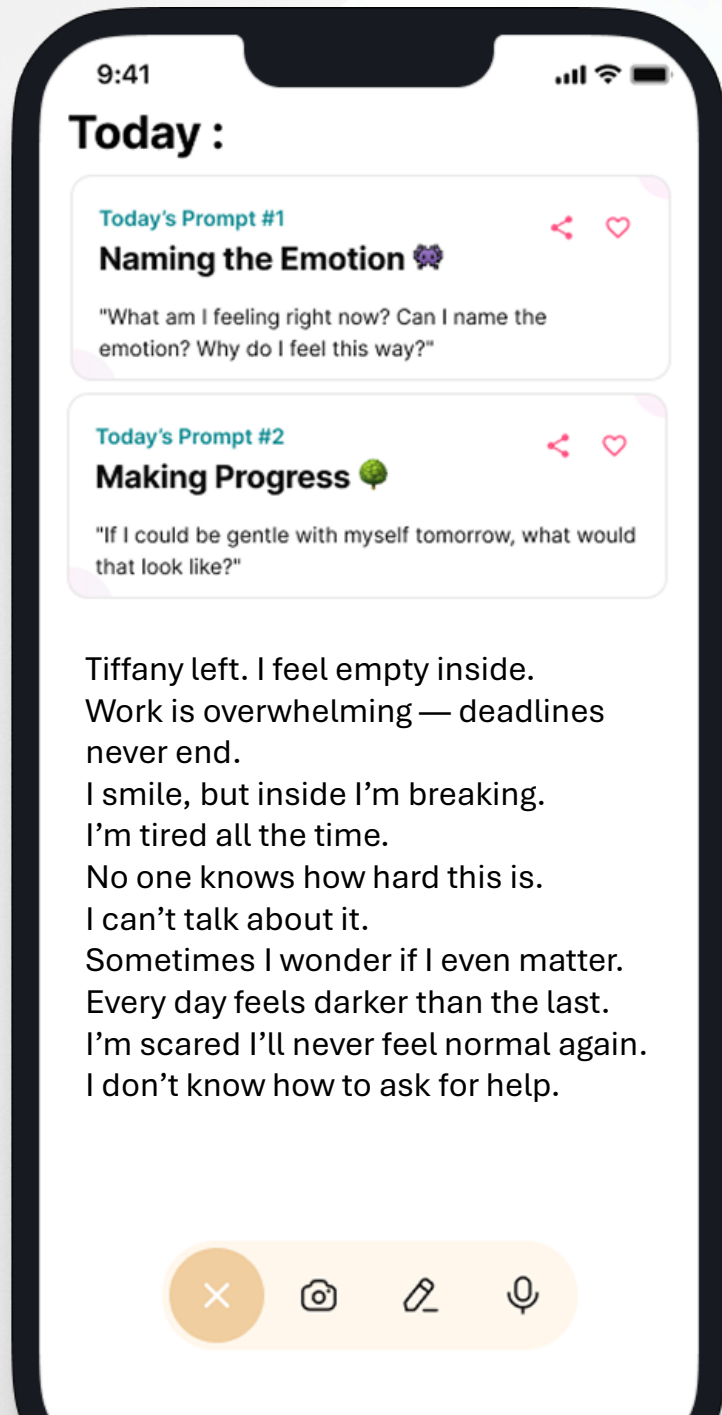 9:41
Today :
Today's Prompt #1
Naming the Emotion 👾
"What am I feeling right now? Can I name the
emotion? Why do I feel this way?"
Today's Prompt #2
Making Progress 🌳
"If I could be gentle with myself tomorrow, what would
that look like?"
Tiffany left. I feel empty inside.
Work is overwhelming — deadlines
never end.
I smile, but inside I’m breaking.
I’m tired all the time.
No one knows how hard this is.
I can’t talk about it.
Sometimes I wonder if I even matter.
Every day feels darker than the last.
I’m scared I’ll never feel normal again.
I don’t know how to ask for help.